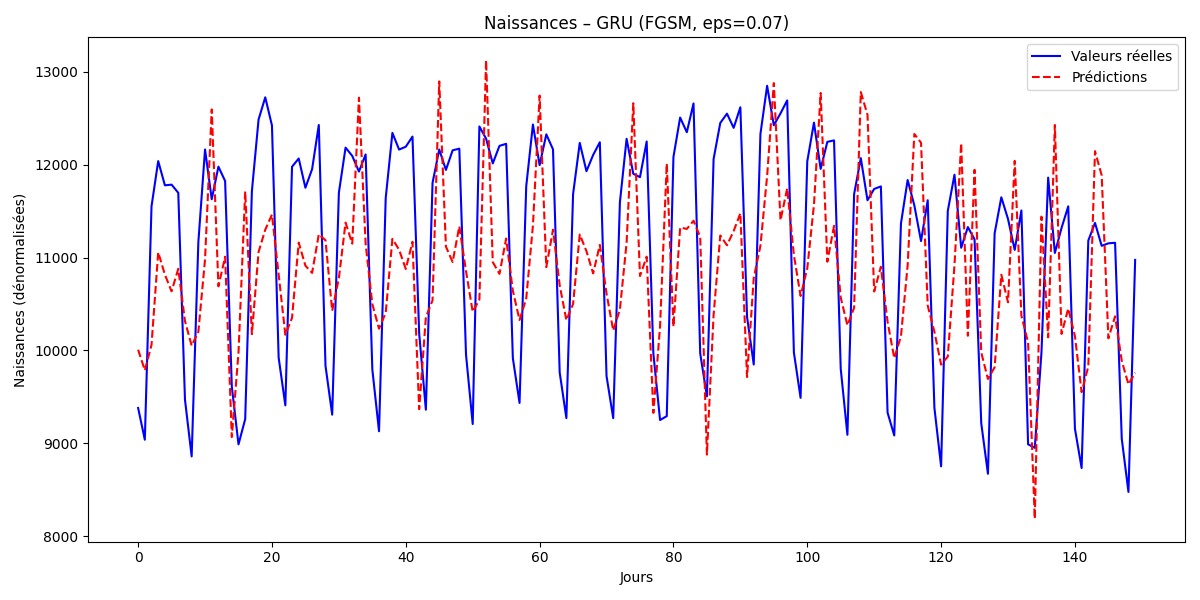 Naissances – GRU (FGSM, eps=0.07)
Valeurs réelles
Prédictions
Naissances (dénormalisées)
13000
12000
11000
10000
9000
8000
0 20 40 60 80 100 120 140
Jours